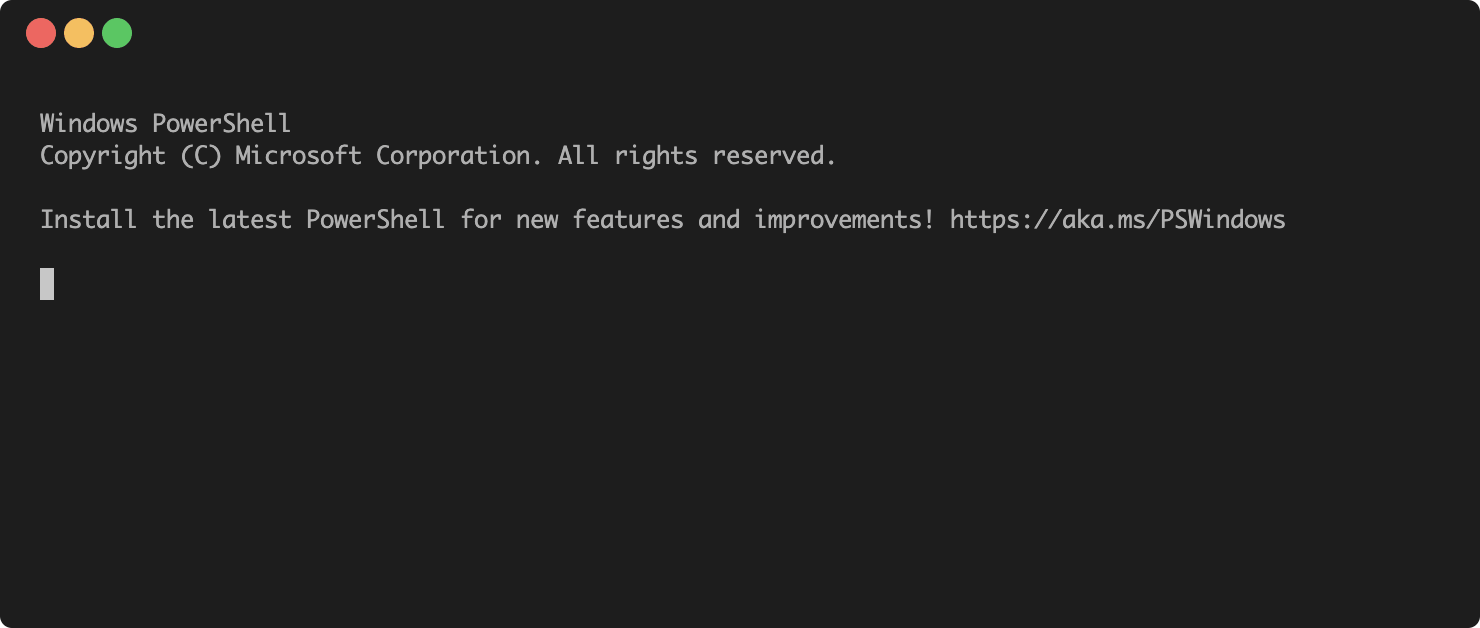 Windows PowerShell
Copyright (C) Microsoft Corporation. All rights reserved.
Install the latest PowerShell for new features and improvements! https://aka.ms/PSWindows